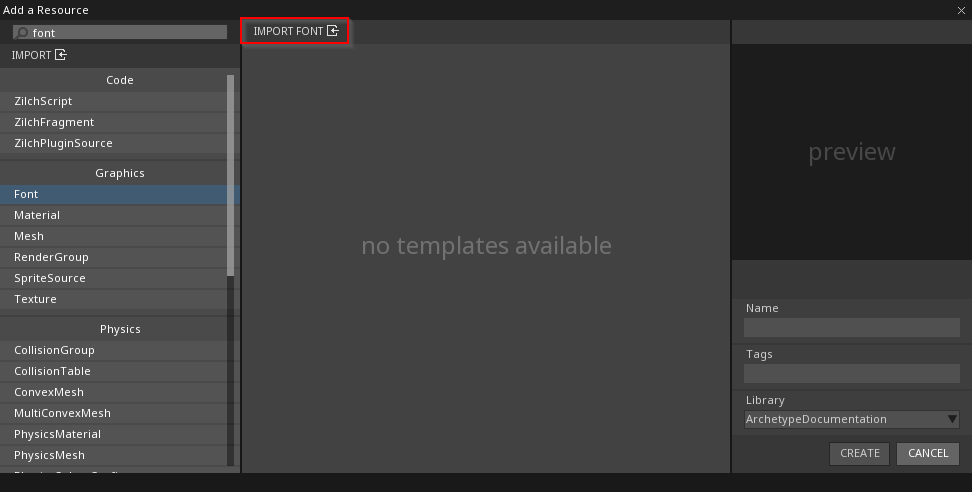 Add a Resource
font
IMPORT
Code
ZilchScript
ZilchFragment
ZilchPluginSource
Graphics
Font
Material
Mesh
RenderGroup
SpriteSource
Texture
Physics
CollisionGroup
CollisionTable
ConvexMesh
MultiConvexMesh
PhysicsMaterial
PhysicsMesh
IMPORT FONT
no templates available
preview
Name
Tags
Library
ArchetypeDocumentation
CREATE CANCEL